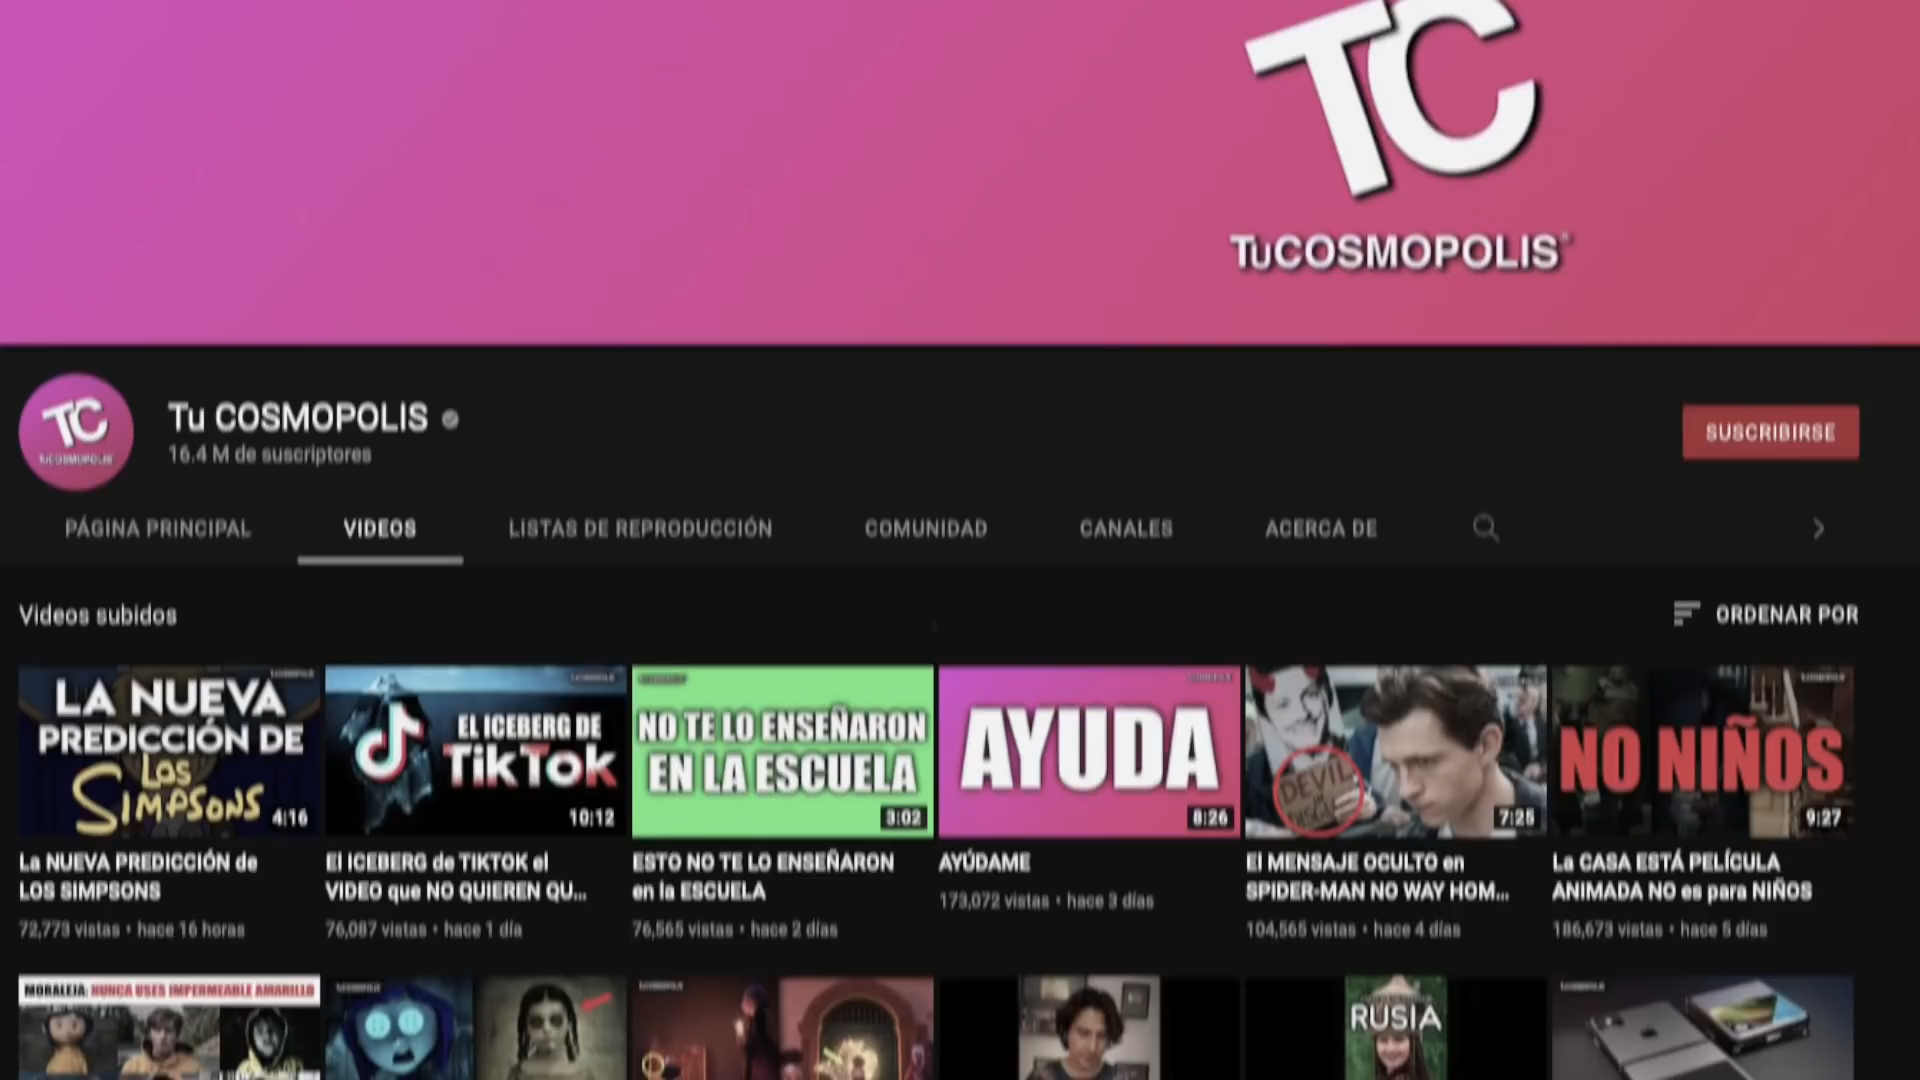 TC
TuCOSMOPOLIS
TC
TuCOSMOPOLIS
Tu COSMOPOLIS
16.4 M de suscriptores
SUSCRIBIRSE
PÁGINA PRINCIPAL
VIDEOS
LISTAS DE REPRODUCCIÓN
COMUNIDAD
CANALES
ACERCA DE
Videos subidos
ORDENAR POR
LA NUEVA
PREDICCIÓN DE
Los
SIMPSONS
4:16
EL ICEBERG DE
TikTok
10:12
NO TE LO ENSEÑARON
EN LA ESCUELA
3:02
AYUDA
8:26
DEVIL
7:25
NO NIÑOS
9:27
La NUEVA PREDICCIÓN de
LOS SIMPSONS
72,773 vistas • hace 16 horas
El ICEBERG de TIKTOK el
VIDEO que NO QUIEREN QU...
76,087 vistas • hace 1 día
ESTO NO TE LO ENSEÑARON
en la ESCUELA
76,565 vistas • hace 2 días
AYÚDAME
173,072 vistas • hace 3 días
El MENSAJE OCULTO en
SPIDER-MAN NO WAY HOM...
104,565 vistas • hace 4 días
La CASA ESTÁ PELÍCULA
ANIMADA NO es para NIÑOS
186,673 vistas • hace 5 días
MORALEJA: NUNCA USES IMPERMEABLE AMARILLO
RUSIA